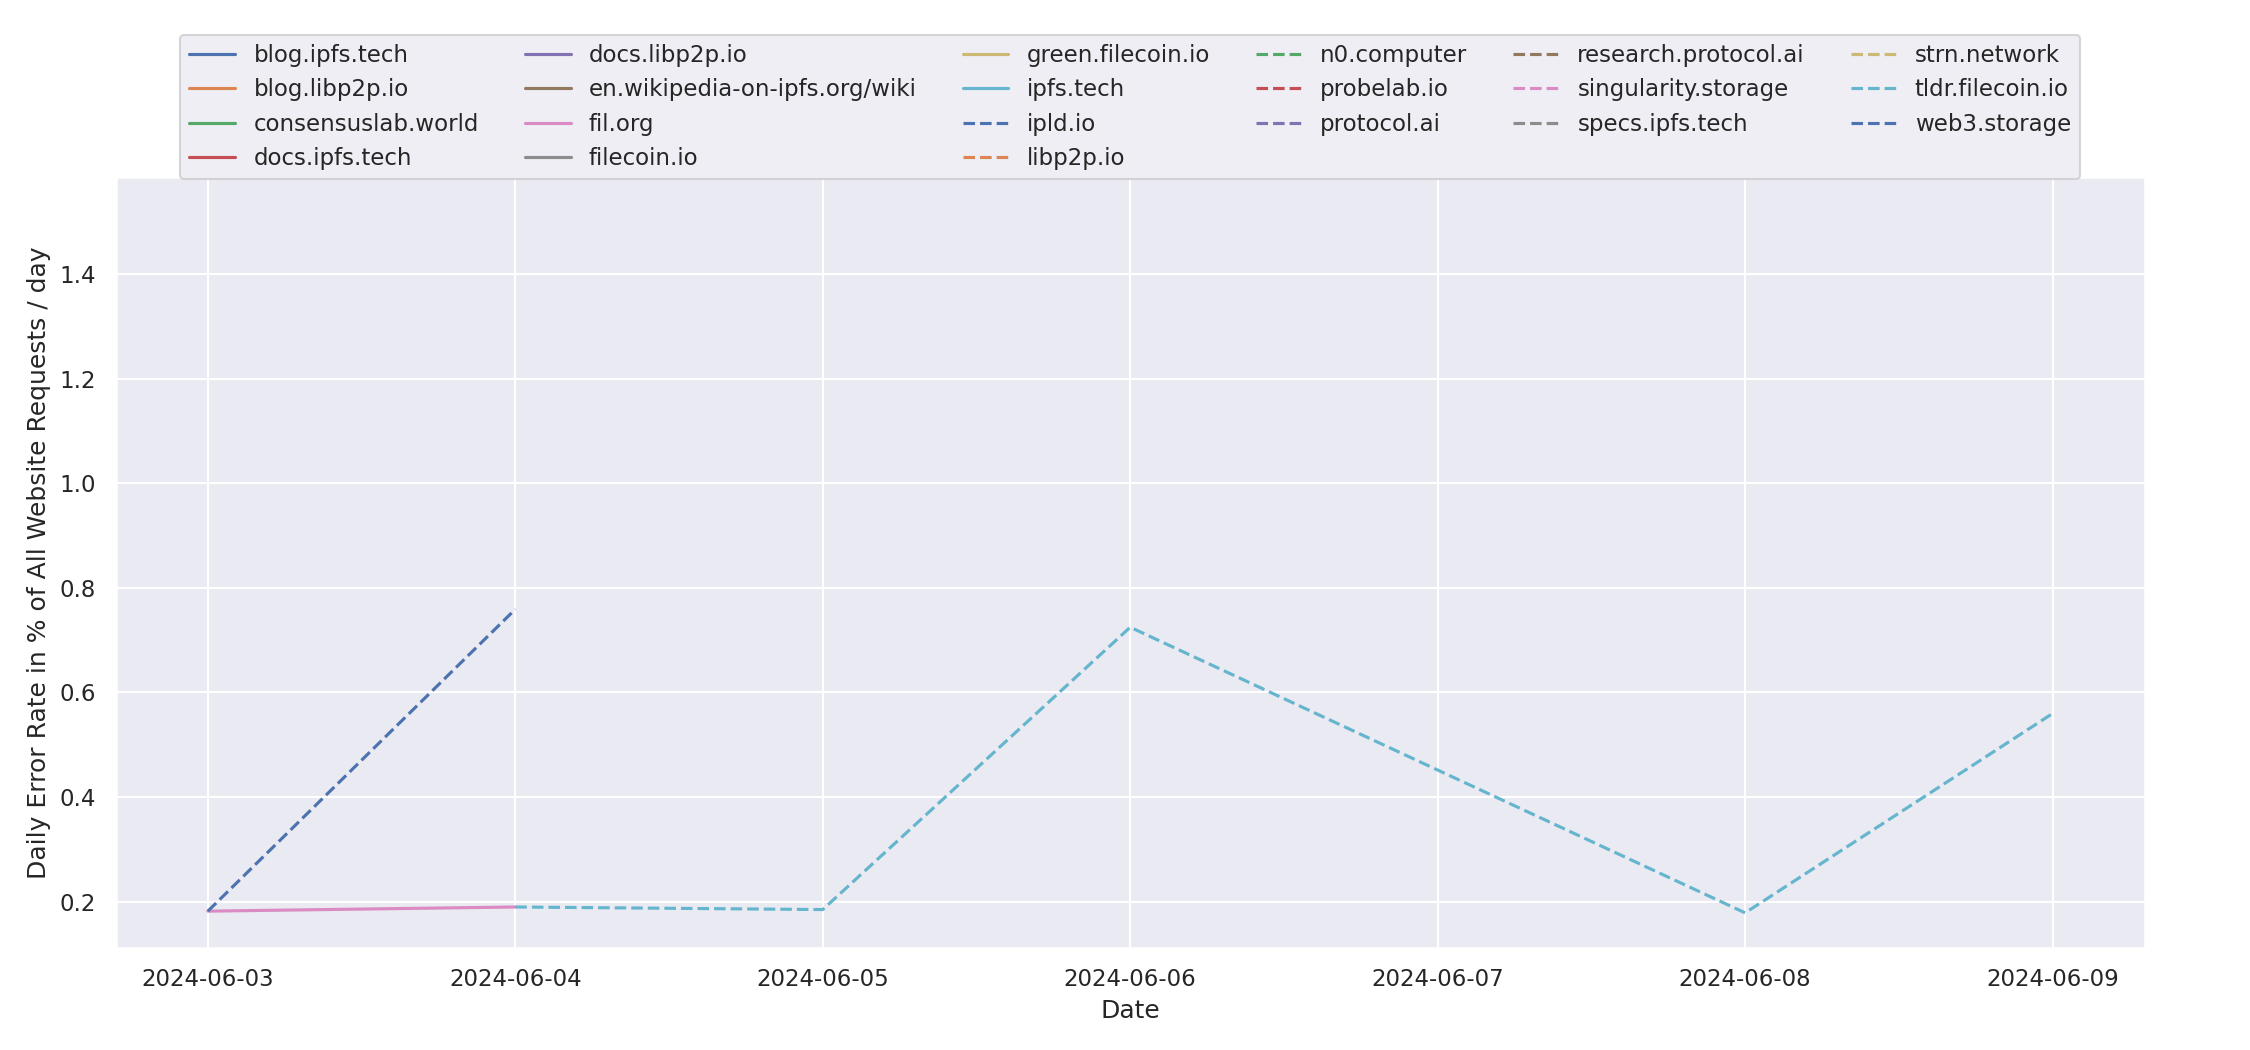 blog.ipfs.tech
blog.libp2p.io
consensuslab.world
docs.ipfs.tech
docs.libp2p.io
en.wikipedia-on-ipfs.org/wiki
fil.org
filecoin.io
green.filecoin.io
ipfs.tech
ipld.io
libp2p.io
n0.computer
probelab.io
protocol.ai
research.protocol.ai
singularity.storage
specs.ipfs.tech
strn.network
tldr.filecoin.io
web3.storage
Daily Error Rate in % of All Website Requests / day
1.4
1.2
1.0
0.8
0.6
0.4
0.2
2024-06-03
2024-06-04
2024-06-05
2024-06-06
2024-06-07
2024-06-08
2024-06-09
Date